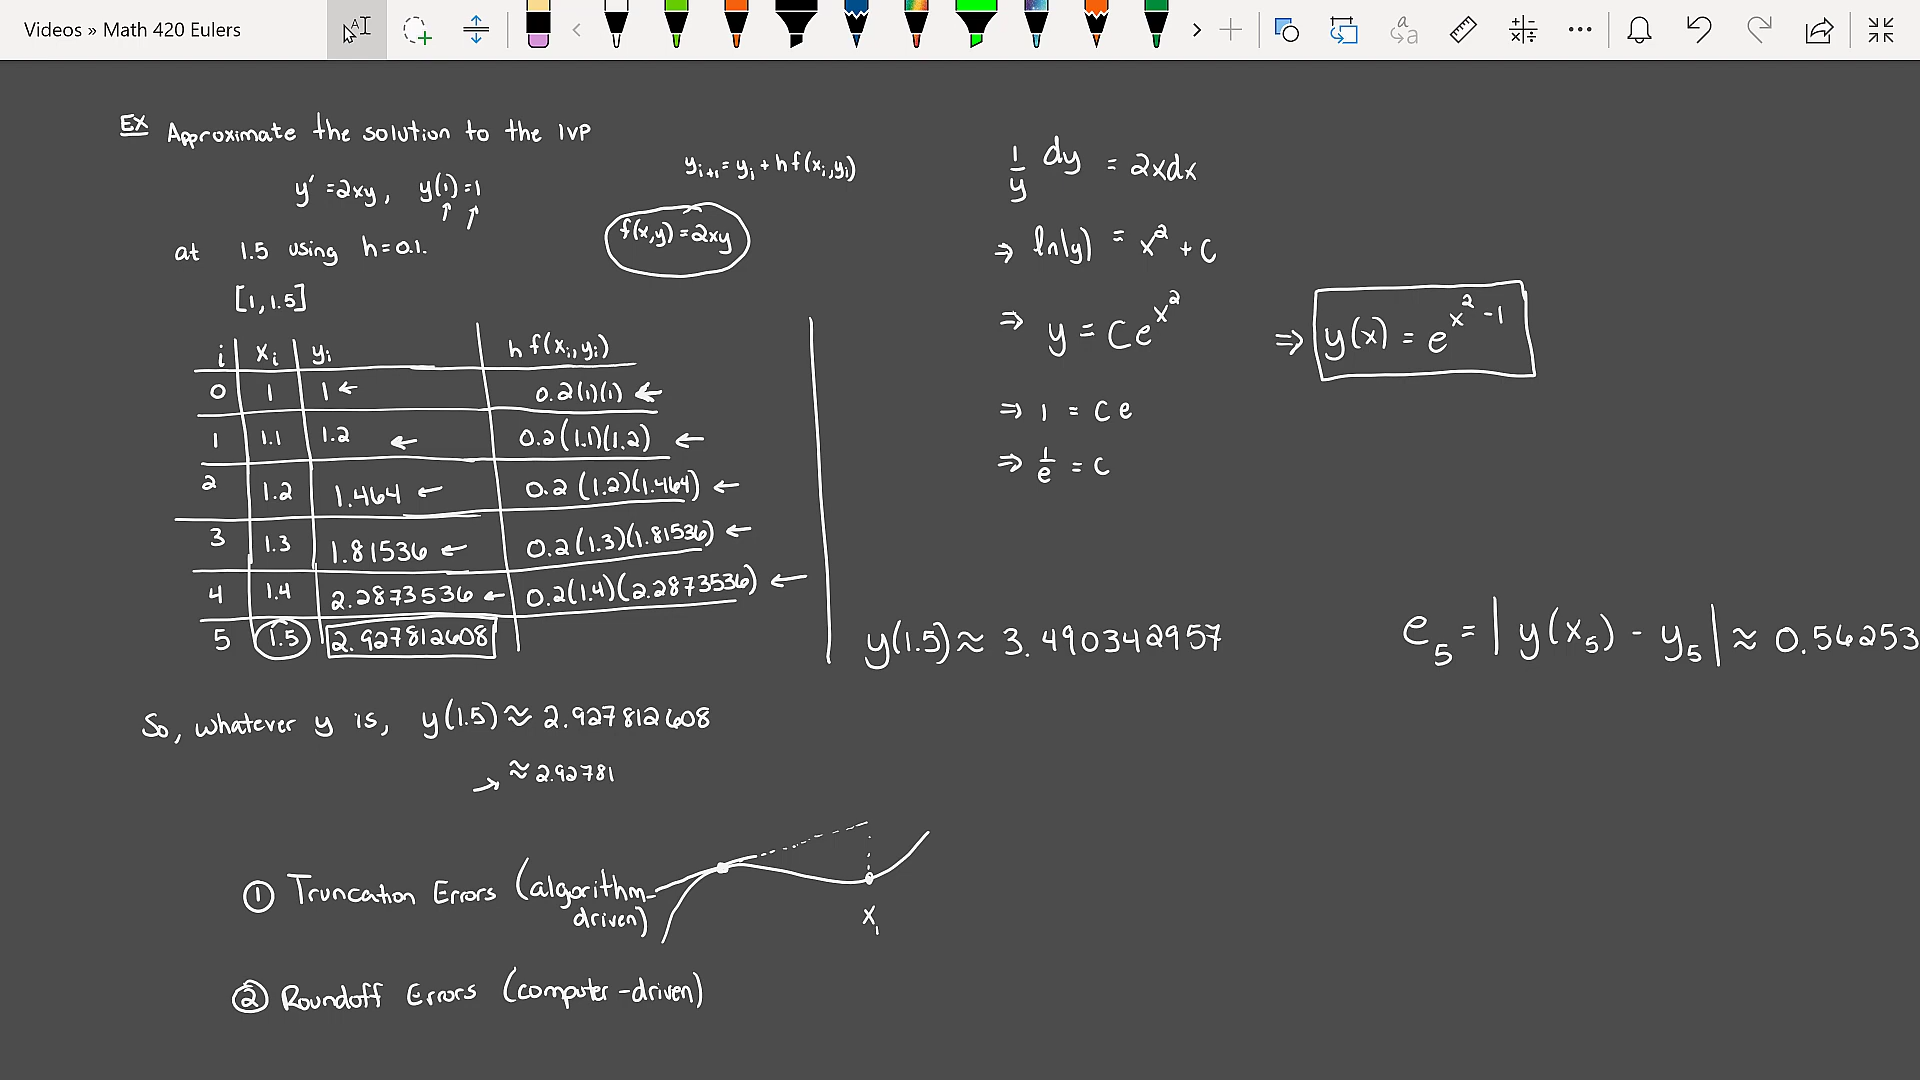 Videos » Math 420 Eulers
Ex Approximate the solution to the IVP
y' = 2xy, y(1) = 1
y_{i+1} = y_i + h f(x_i, y_i)
f(x,y) = 2xy
at 1.5 using h = 0.1.
[1, 1.5]
i | x_i | y_i | h f(x_i, y_i)
0 | 1 | 1 ← | 0.2(1)(1) ←
1 | 1.1 | 1.2 ← | 0.2(1.1)(1.2) ←
2 | 1.2 | 1.464 ← | 0.2(1.2)(1.464) ←
3 | 1.3 | 1.81536 ← | 0.2(1.3)(1.81536) ←
4 | 1.4 | 2.2873536 ← | 0.2(1.4)(2.2873536) ←
5 | 1.5 | 2.927812608
So, whatever y is, y(1.5) ≈ 2.927812608
→ ≈ 2.92781
① Truncation Errors (algorithm-
driven)
x_1
② Roundoff Errors (computer-driven)
1/y dy = 2xdx
⇒ ln|y| = x² + C
⇒ y = Ce^{x²}
⇒ y(x) = e^{x²-1}
⇒ 1 = Ce
⇒ 1/e = C
y(1.5) ≈ 3.490342957
e_5 = |y(x_5) - y_5| ≈ 0.56253